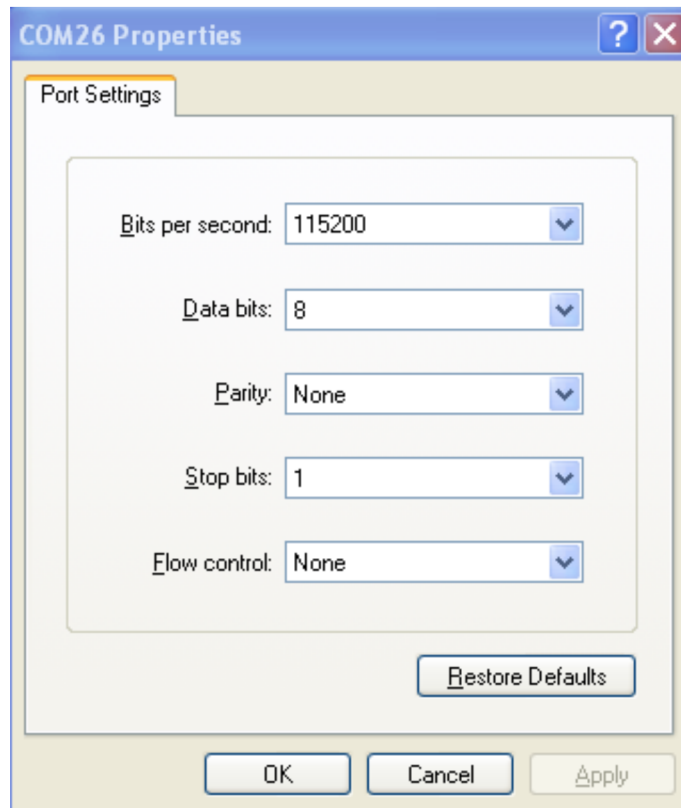 COM26 Properties
?
Port Settings
Bits per second: 115200
Data bits: 8
Parity: None
Stop bits: 1
Flow control: None
Restore Defaults
OK Cancel Apply